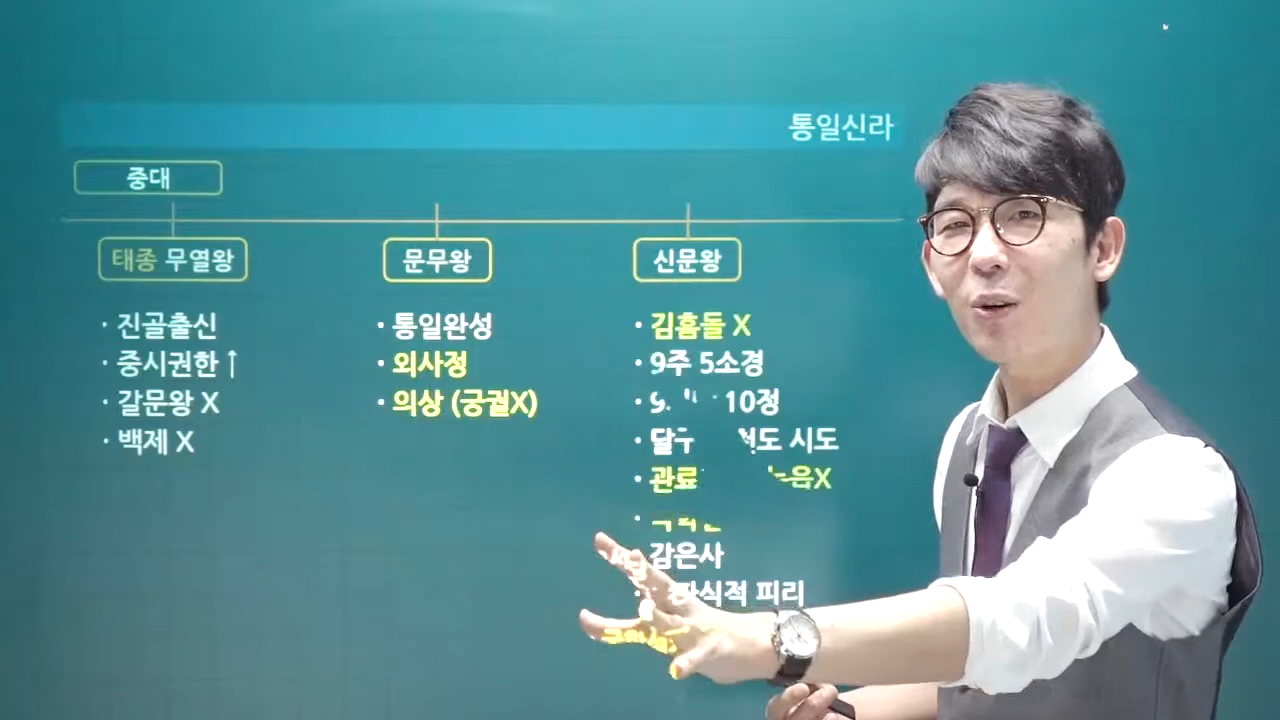 통일신라
중대
태종 무열왕
· 진골출신
· 중시권한↑
· 갈문왕 X
· 백제 X
문무왕
· 통일완성
· 외사정
· 의상 (궁궐X)
신문왕
· 김흠돌 X
· 9주 5소경
· 10정
· 시도
· 관료
·
감은사
· 피리